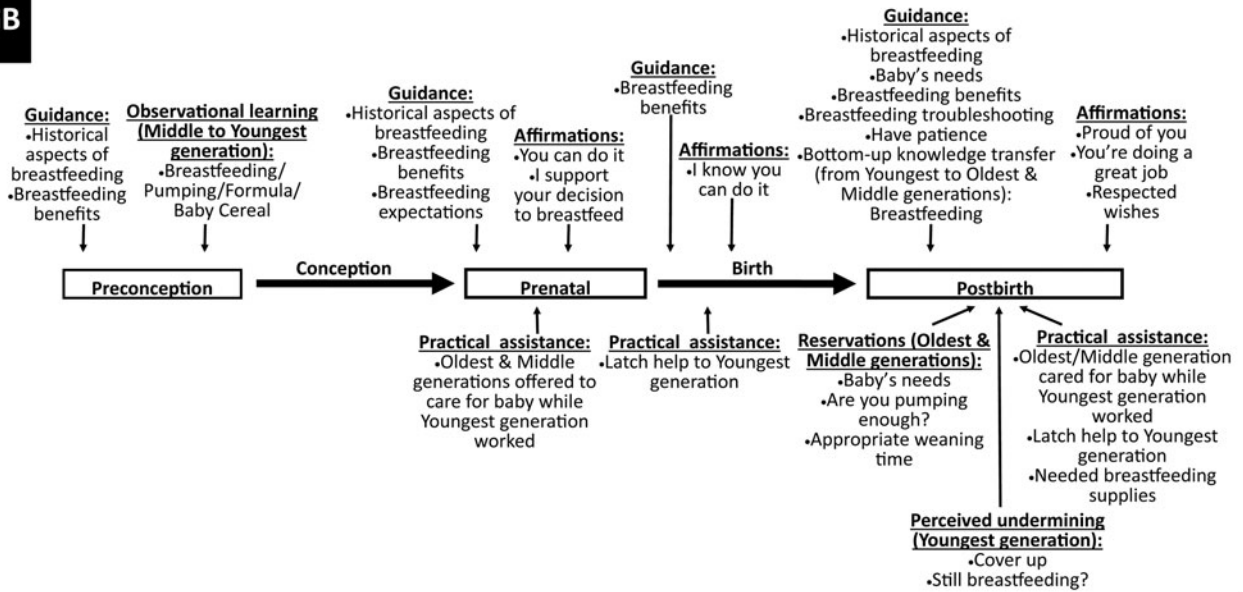 B
Guidance:
•Historical
aspects of
breastfeeding
•Breastfeeding
benefits
Observational learning
(Middle to Youngest
generation):
•Breastfeeding/
Pumping/Formula/
Baby Cereal
Guidance:
•Historical aspects of
breastfeeding
•Breastfeeding
benefits
•Breastfeeding
expectations
Affirmations:
•You can do it
•I support
your decision
to breastfeed
Guidance:
•Breastfeeding
benefits
Affirmations:
•I know you
can do it
Guidance:
•Historical aspects of
breastfeeding
•Baby's needs
•Breastfeeding benefits
•Breastfeeding troubleshooting
•Have patience
•Bottom-up knowledge transfer
(from Youngest to Oldest &
Middle generations):
Breastfeeding
Affirmations:
•Proud of you
•You're doing a
great job
•Respected
wishes
Preconception
Conception
Prenatal
Birth
Postbirth
Practical assistance:
•Oldest & Middle
generations offered to
care for baby while
Youngest generation
worked
Practical assistance:
•Latch help to Youngest
generation
Reservations (Oldest &
Middle generations):
•Baby's needs
•Are you pumping
enough?
•Appropriate weaning
time
Practical assistance:
•Oldest/Middle generation
cared for baby while
Youngest generation
worked
•Latch help to Youngest
generation
•Needed breastfeeding
supplies
Perceived undermining
(Youngest generation):
•Cover up
•Still breastfeeding?